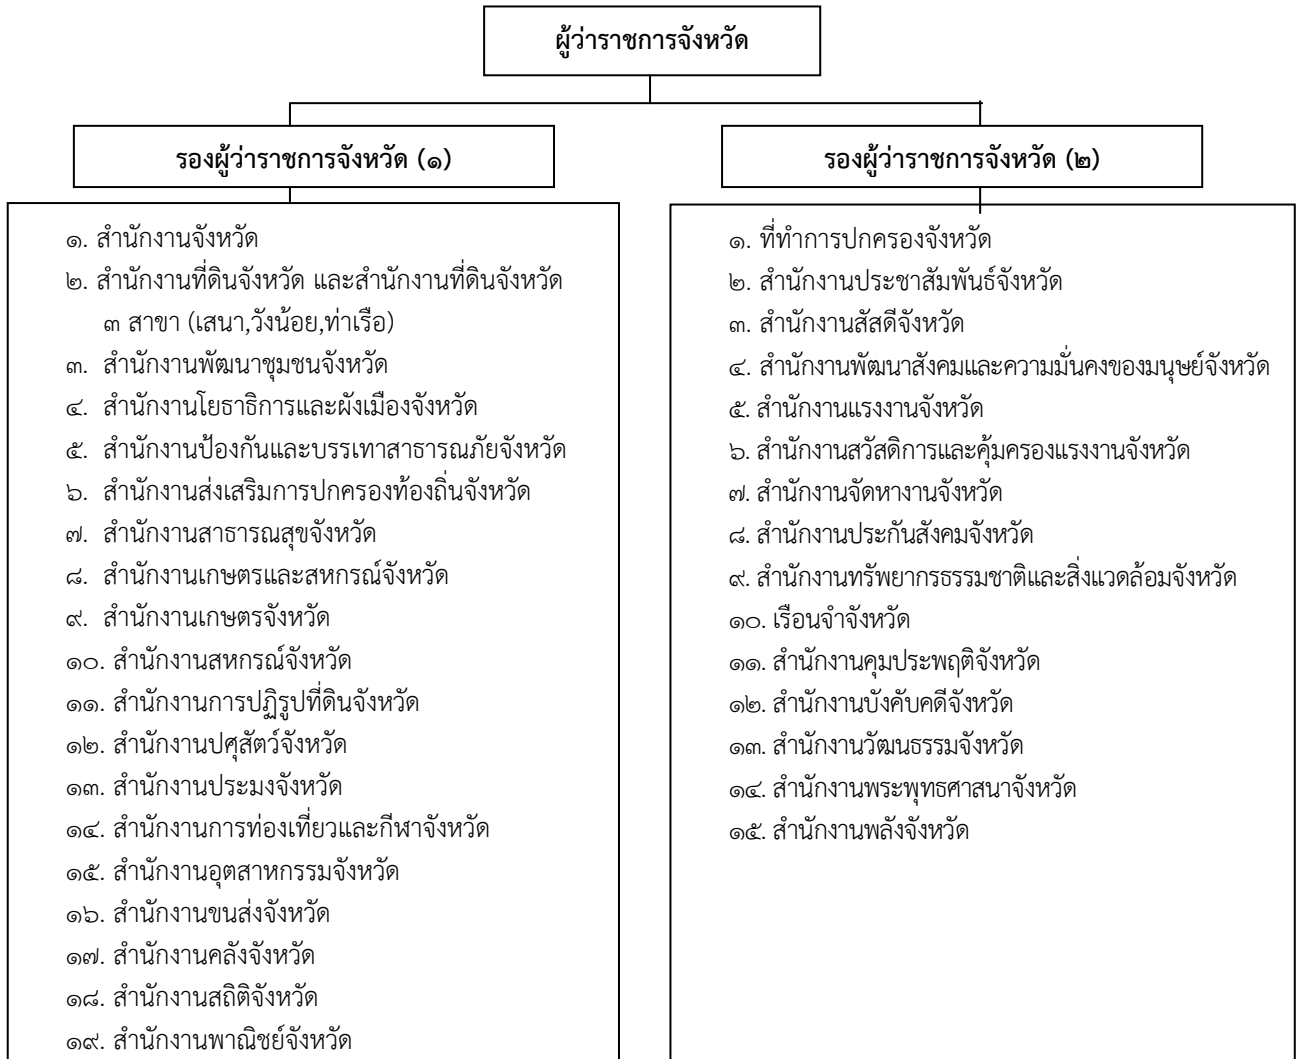 ผู้ว่าราชการจังหวัด
รองผู้ว่าราชการจังหวัด (๑)
๑. สำนักงานจังหวัด
๒. สำนักงานที่ดินจังหวัด และสำนักงานที่ดินจังหวัด
๓ สาขา (เสนา,วังน้อย,ท่าเรือ)
๓. สำนักงานพัฒนาชุมชนจังหวัด
๔. สำนักงานโยธาธิการและผังเมืองจังหวัด
๕. สำนักงานป้องกันและบรรเทาสาธารณภัยจังหวัด
๖. สำนักงานส่งเสริมการปกครองท้องถิ่นจังหวัด
๗. สำนักงานสาธารณสุขจังหวัด
๘. สำนักงานเกษตรและสหกรณ์จังหวัด
๙. สำนักงานเกษตรจังหวัด
๑๐. สำนักงานสหกรณ์จังหวัด
๑๑. สำนักงานการปฏิรูปที่ดินจังหวัด
๑๒. สำนักงานปศุสัตว์จังหวัด
๑๓. สำนักงานประมงจังหวัด
๑๔. สำนักงานการท่องเที่ยวและกีฬาจังหวัด
๑๕. สำนักงานอุตสาหกรรมจังหวัด
๑๖. สำนักงานขนส่งจังหวัด
๑๗. สำนักงานคลังจังหวัด
๑๘. สำนักงานสถิติจังหวัด
๑๙. สำนักงานพาณิชย์จังหวัด
รองผู้ว่าราชการจังหวัด (๒)
๑. ที่ทำการปกครองจังหวัด
๒. สำนักงานประชาสัมพันธ์จังหวัด
๓. สำนักงานสัสดีจังหวัด
๔. สำนักงานพัฒนาสังคมและความมั่นคงของมนุษย์จังหวัด
๕. สำนักงานแรงงานจังหวัด
๖. สำนักงานสวัสดิการและคุ้มครองแรงงานจังหวัด
๗. สำนักงานจัดหางานจังหวัด
๘. สำนักงานประกันสังคมจังหวัด
๙. สำนักงานทรัพยากรธรรมชาติและสิ่งแวดล้อมจังหวัด
๑๐. เรือนจำจังหวัด
๑๑. สำนักงานคุมประพฤติจังหวัด
๑๒. สำนักงานบังคับคดีจังหวัด
๑๓. สำนักงานวัฒนธรรมจังหวัด
๑๔. สำนักงานพระพุทธศาสนาจังหวัด
๑๕. สำนักงานพลังจังหวัด